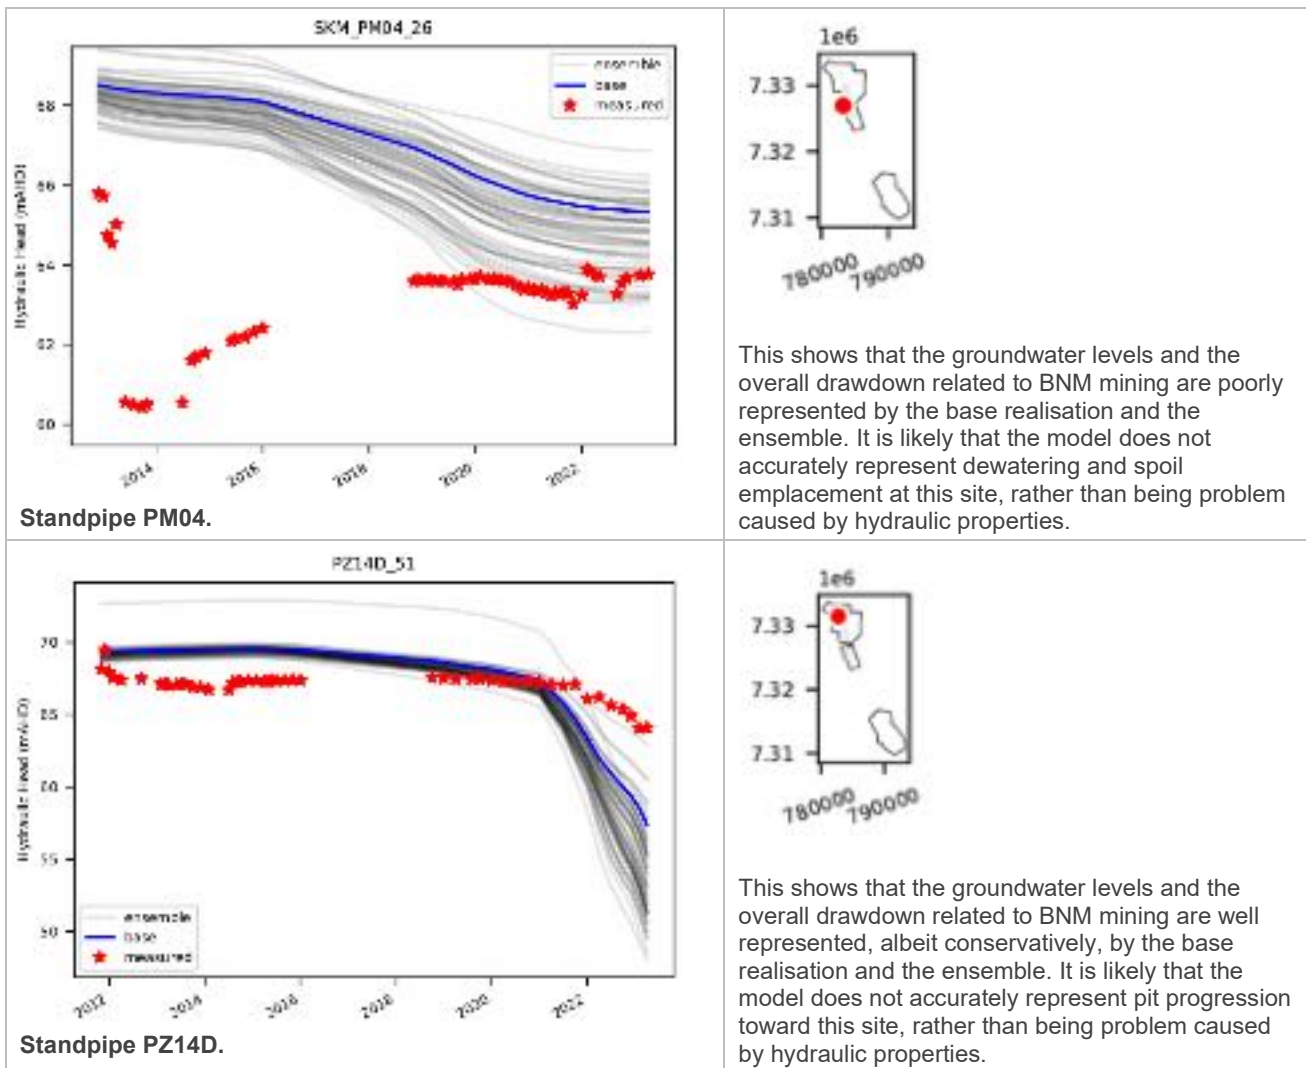 SKM_PM04_26
ensemble
base
measured
Hydraulic Head (mAHD)
68
66
64
62
60
2014
2016
2018
2020
2022
Standpipe PM04.
1e6
7.33
7.32
7.31
780000
790000
This shows that the groundwater levels and the
overall drawdown related to BNM mining are poorly
represented by the base realisation and the
ensemble. It is likely that the model does not
accurately represent dewatering and spoil
emplacement at this site, rather than being problem
caused by hydraulic properties.
PZ14D_51
70
65
60
55
50
Hydraulic Head (mAHD)
ensemble
base
measured
2012
2014
2016
2018
2020
2022
Standpipe PZ14D.
1e6
7.33
7.32
7.31
780000
790000
This shows that the groundwater levels and the
overall drawdown related to BNM mining are well
represented, albeit conservatively, by the base
realisation and the ensemble. It is likely that the
model does not accurately represent pit progression
toward this site, rather than being problem caused
by hydraulic properties.